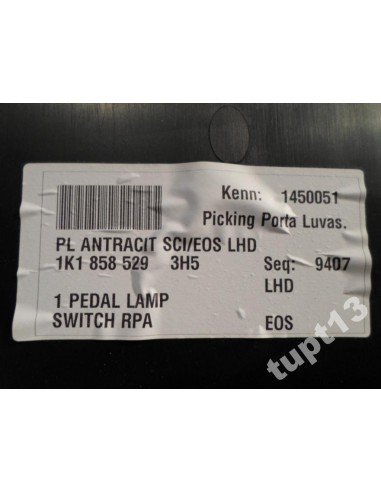 Kenn: 1450051
Picking Porta Luvas.
PL ANTRACIT SCI/EOS LHD
1K1 858 529 3H5 Seq: 9407
LHD
1 PEDAL LAMP
SWITCH RPA EOS
tupt13